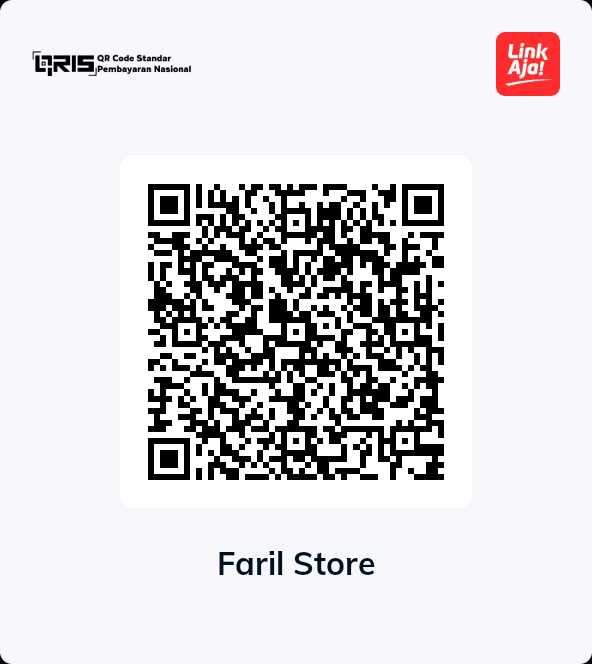 QRIS
QR Code Standar
Pembayaran Nasional
Link
Aja!
Faril Store